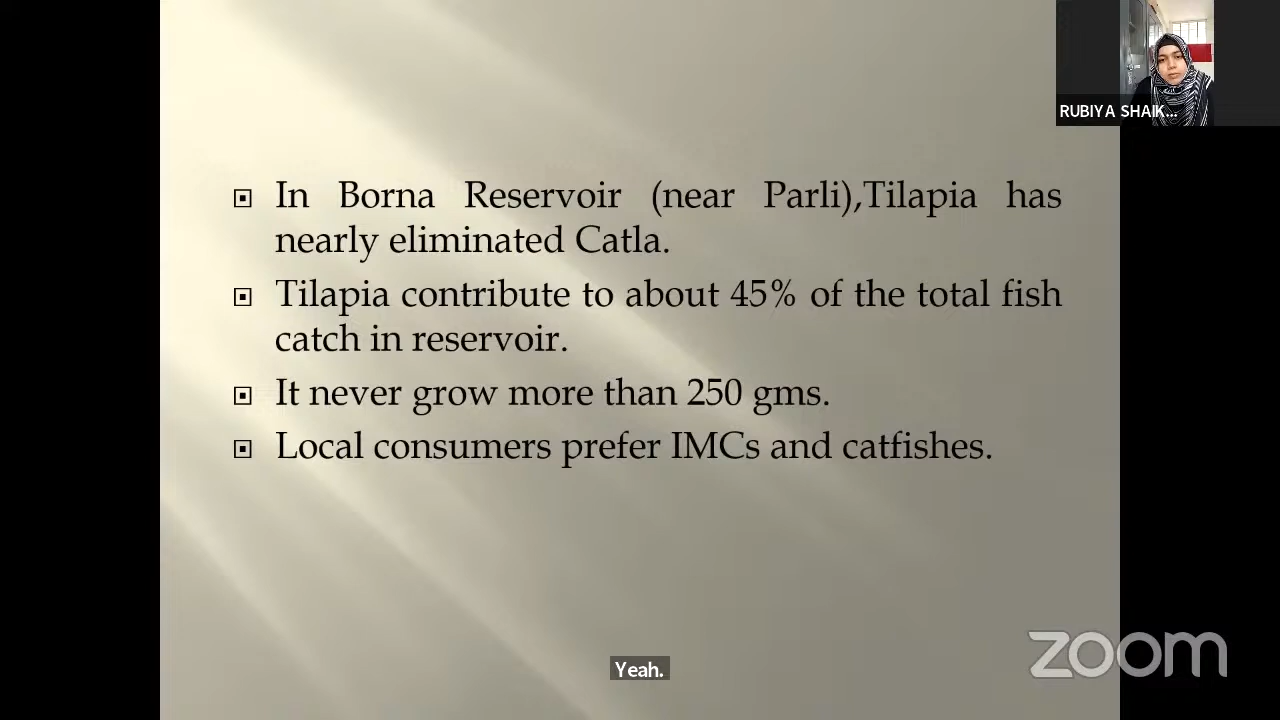 RUBIYA SHAIK...
In Borna Reservoir (near Parli),Tilapia has
nearly eliminated Catla.
Tilapia contribute to about 45% of the total fish
catch in reservoir.
It never grow more than 250 gms.
Local consumers prefer IMCs and catfishes.
zoom
Yeah.